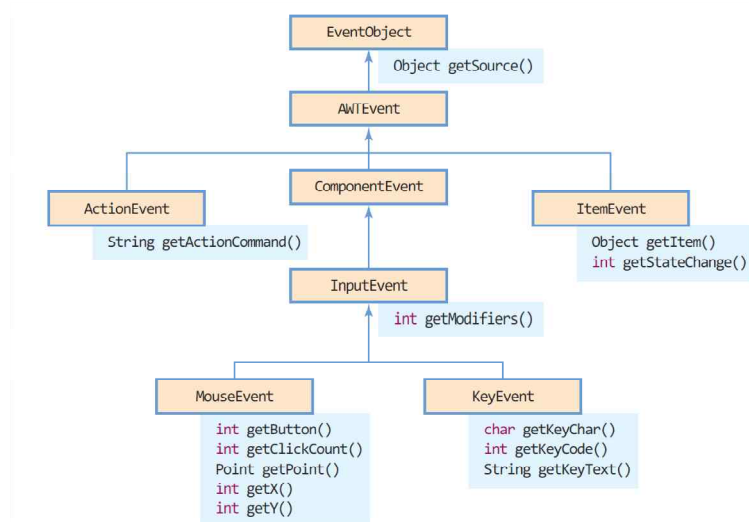 EventObject
Object getSource()
AWTEvent
ComponentEvent
ActionEvent
ItemEvent
String getActionCommand()
Object getItem()
int getStateChange()
InputEvent
int getModifiers()
MouseEvent
KeyEvent
int getButton()
int getClickCount()
Point getPoint()
int getX()
int getY()
char getKeyChar()
int getKeyCode()
String getKeyText()